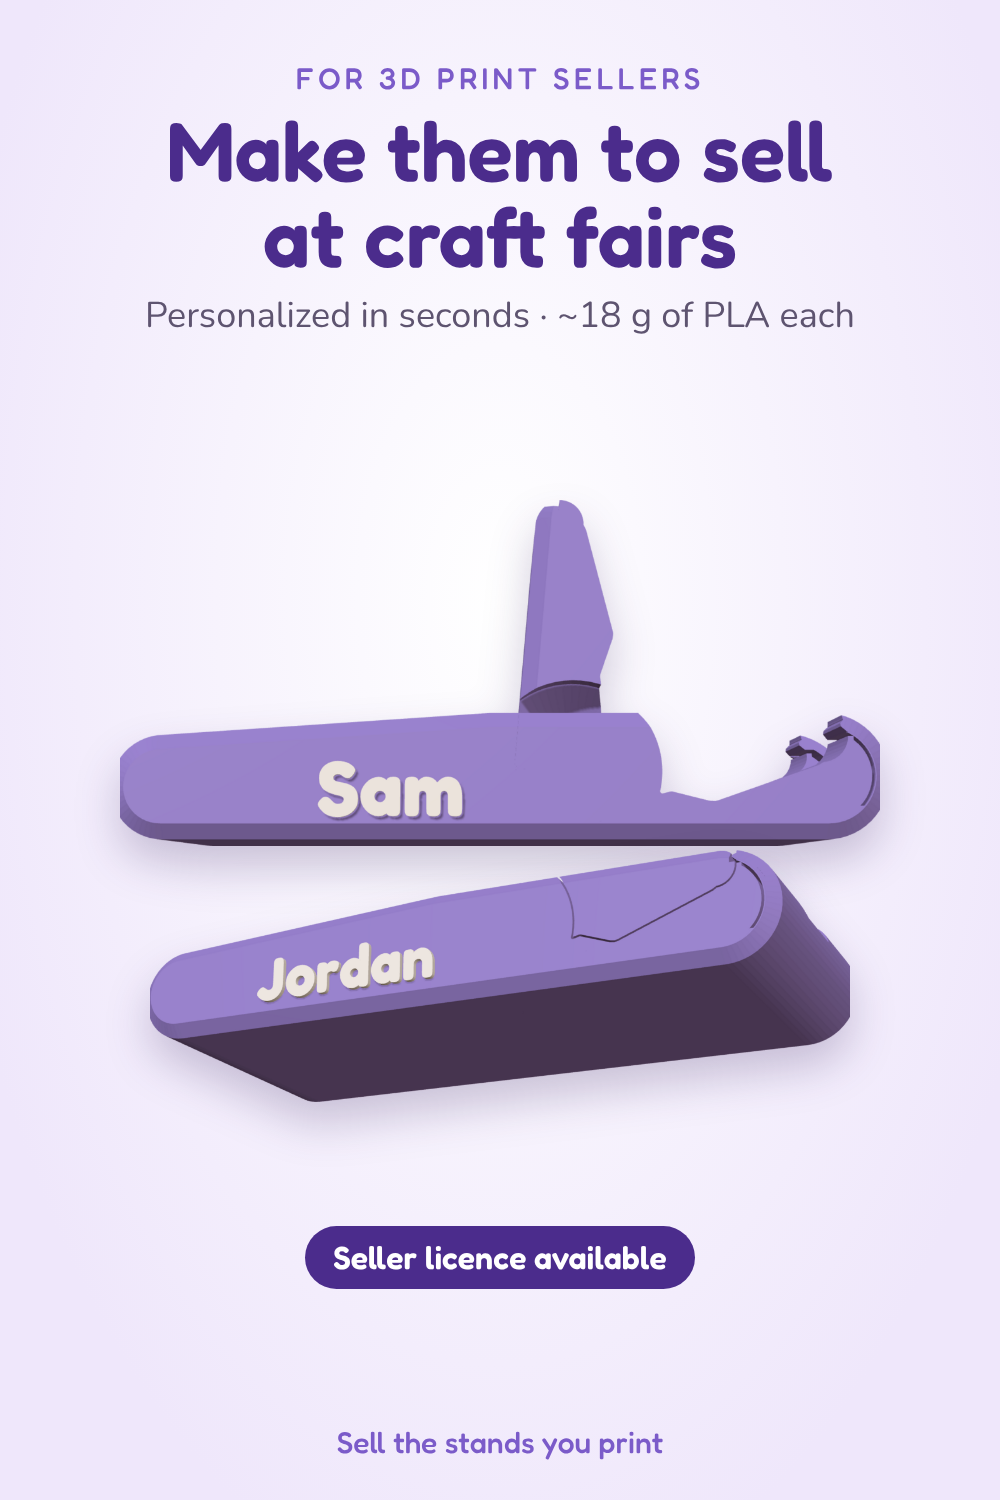 FOR 3D PRINT SELLERS
Make them to sell
at craft fairs
Personalized in seconds · ~18 g of PLA each
Sam
Jordan
Seller licence available
Sell the stands you print